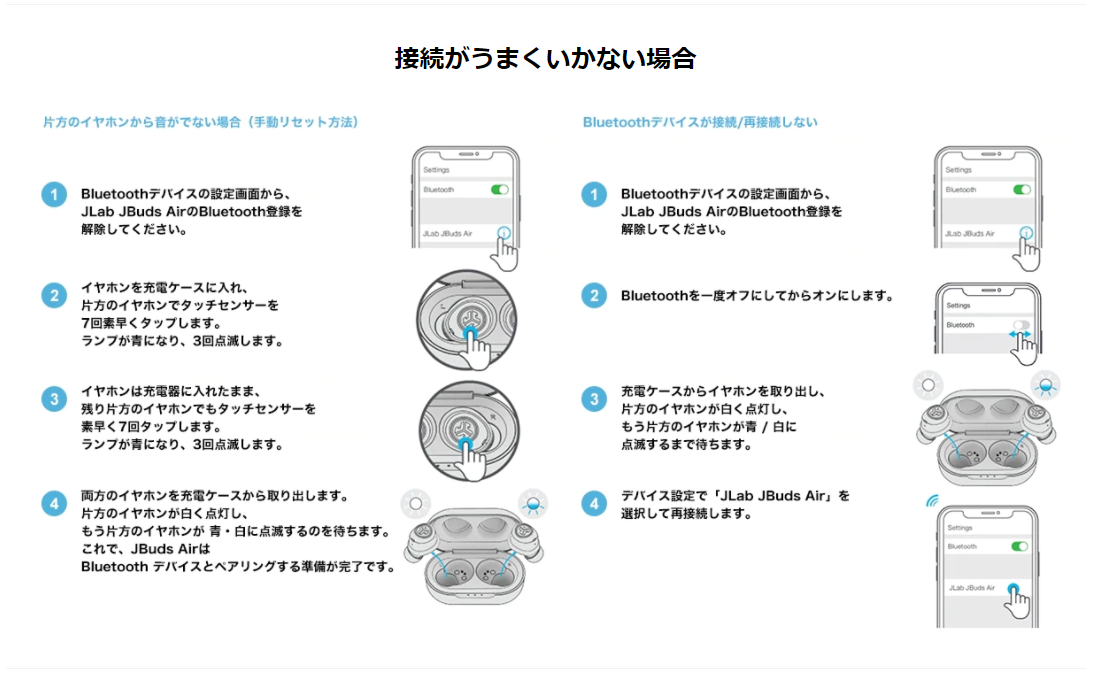 接続がうまくいかない場合
片方のイヤホンから音がでない場合（手動リセット方法）
1
Bluetoothデバイスの設定画面から、
JLab JBuds AirのBluetooth登録を
解除してください。
Settings
Bluetooth
JLab JBuds Air
2
イヤホンを充電ケースに入れ、
片方のイヤホンでタッチセンサーを
7回素早くタップします。
ランプが青になり、3回点滅します。
L
3
イヤホンは充電器に入れたまま、
残り片方のイヤホンでもタッチセンサーを
素早く7回タップします。
ランプが青になり、3回点滅します。
R
4
両方のイヤホンを充電ケースから取り出します。
片方のイヤホンが白く点灯し、
もう片方のイヤホンが 青・白に点滅するのを待ちます。
これで、JBuds Airは
Bluetooth デバイスとペアリングする準備が完了です。
Bluetoothデバイスが接続/再接続しない
1
Bluetoothデバイスの設定画面から、
JLab JBuds AirのBluetooth登録を
解除してください。
Settings
Bluetooth
JLab JBuds Air
2
Bluetoothを一度オフにしてからオンにします。
Settings
Bluetooth
3
充電ケースからイヤホンを取り出し、
片方のイヤホンが白く点灯し、
もう片方のイヤホンが青 / 白に
点滅するまで待ちます。
4
デバイス設定で「JLab JBuds Air」を
選択して再接続します。
Settings
Bluetooth
JLab JBuds Air